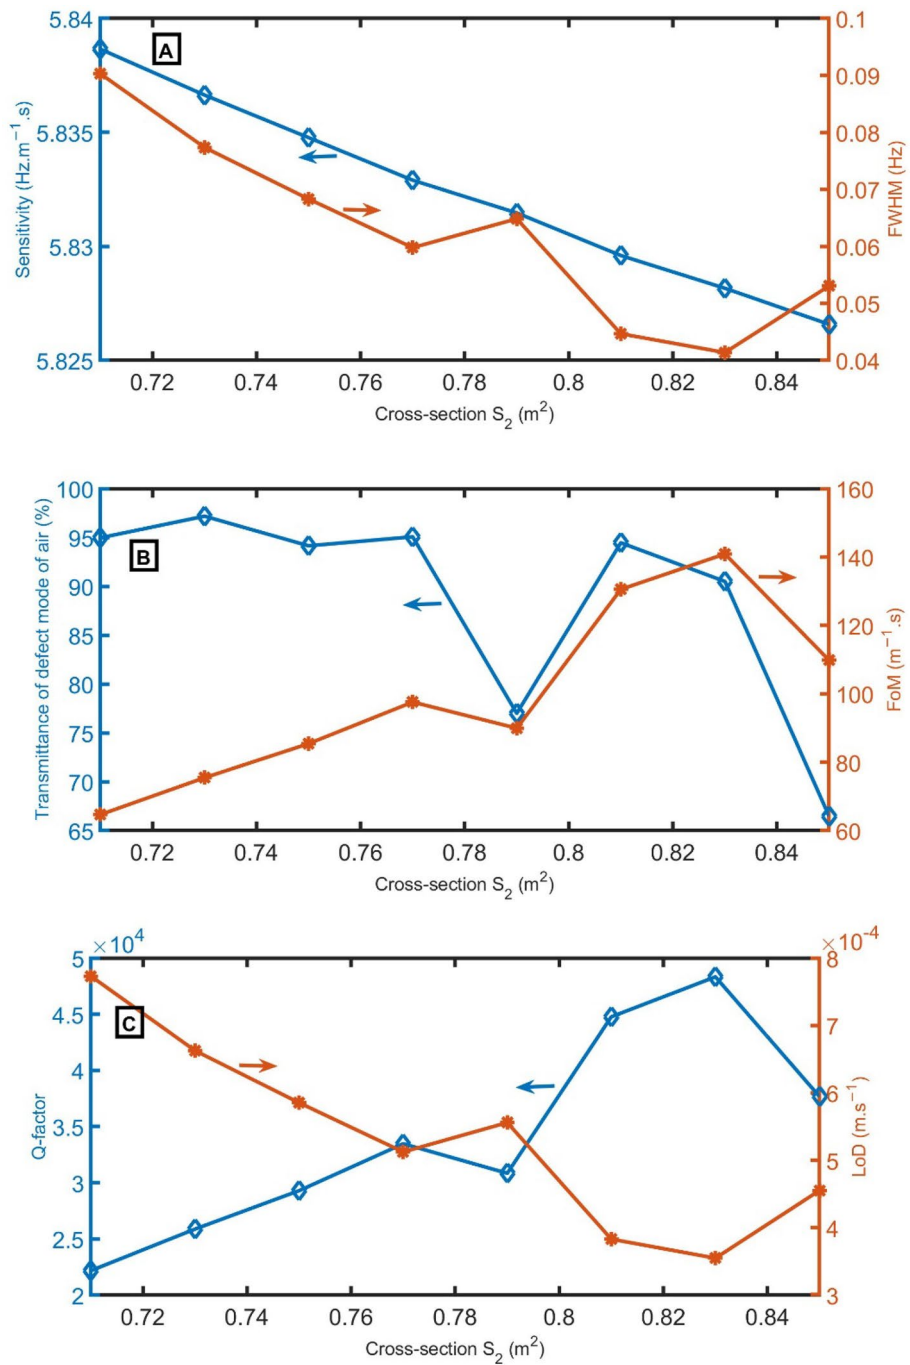 A
5.84
5.835
5.83
5.825
Sensitivity (Hz.m⁻¹.s)
0.1
0.09
0.08
0.07
0.06
0.05
0.04
FWHM (Hz)
0.72 0.74 0.76 0.78 0.8 0.82 0.84
Cross-section S₂ (m²)
B
100
95
90
85
80
75
70
65
Transmittance of defect mode of air (%)
160
140
120
100
80
60
FoM (m⁻¹.s)
0.72 0.74 0.76 0.78 0.8 0.82 0.84
Cross-section S₂ (m²)
C
×10⁴
5
4.5
4
3.5
3
2.5
2
Q-factor
×10⁻⁴
8
7
6
5
4
3
LoD (m.s⁻¹)
0.72 0.74 0.76 0.78 0.8 0.82 0.84
Cross-section S₂ (m²)